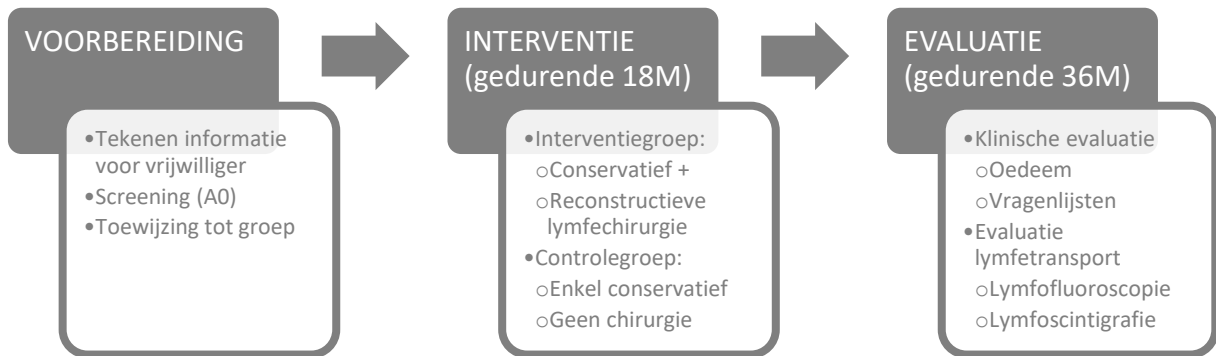 VOORBEREIDING
•Tekenen informatie
voor vrijwilliger
•Screening (A0)
•Toewijzing tot groep
INTERVENTIE
(gedurende 18M)
•Interventiegroep:
oConservatief +
oReconstructieve
lymfechirurgie
•Controlegroep:
oEnkel conservatief
oGeen chirurgie
EVALUATIE
(gedurende 36M)
•Klinische evaluatie
oOedeem
oVragenlijsten
•Evaluatie
lymfetransport
oLymfofluoroscopie
oLymfoscintigrafie